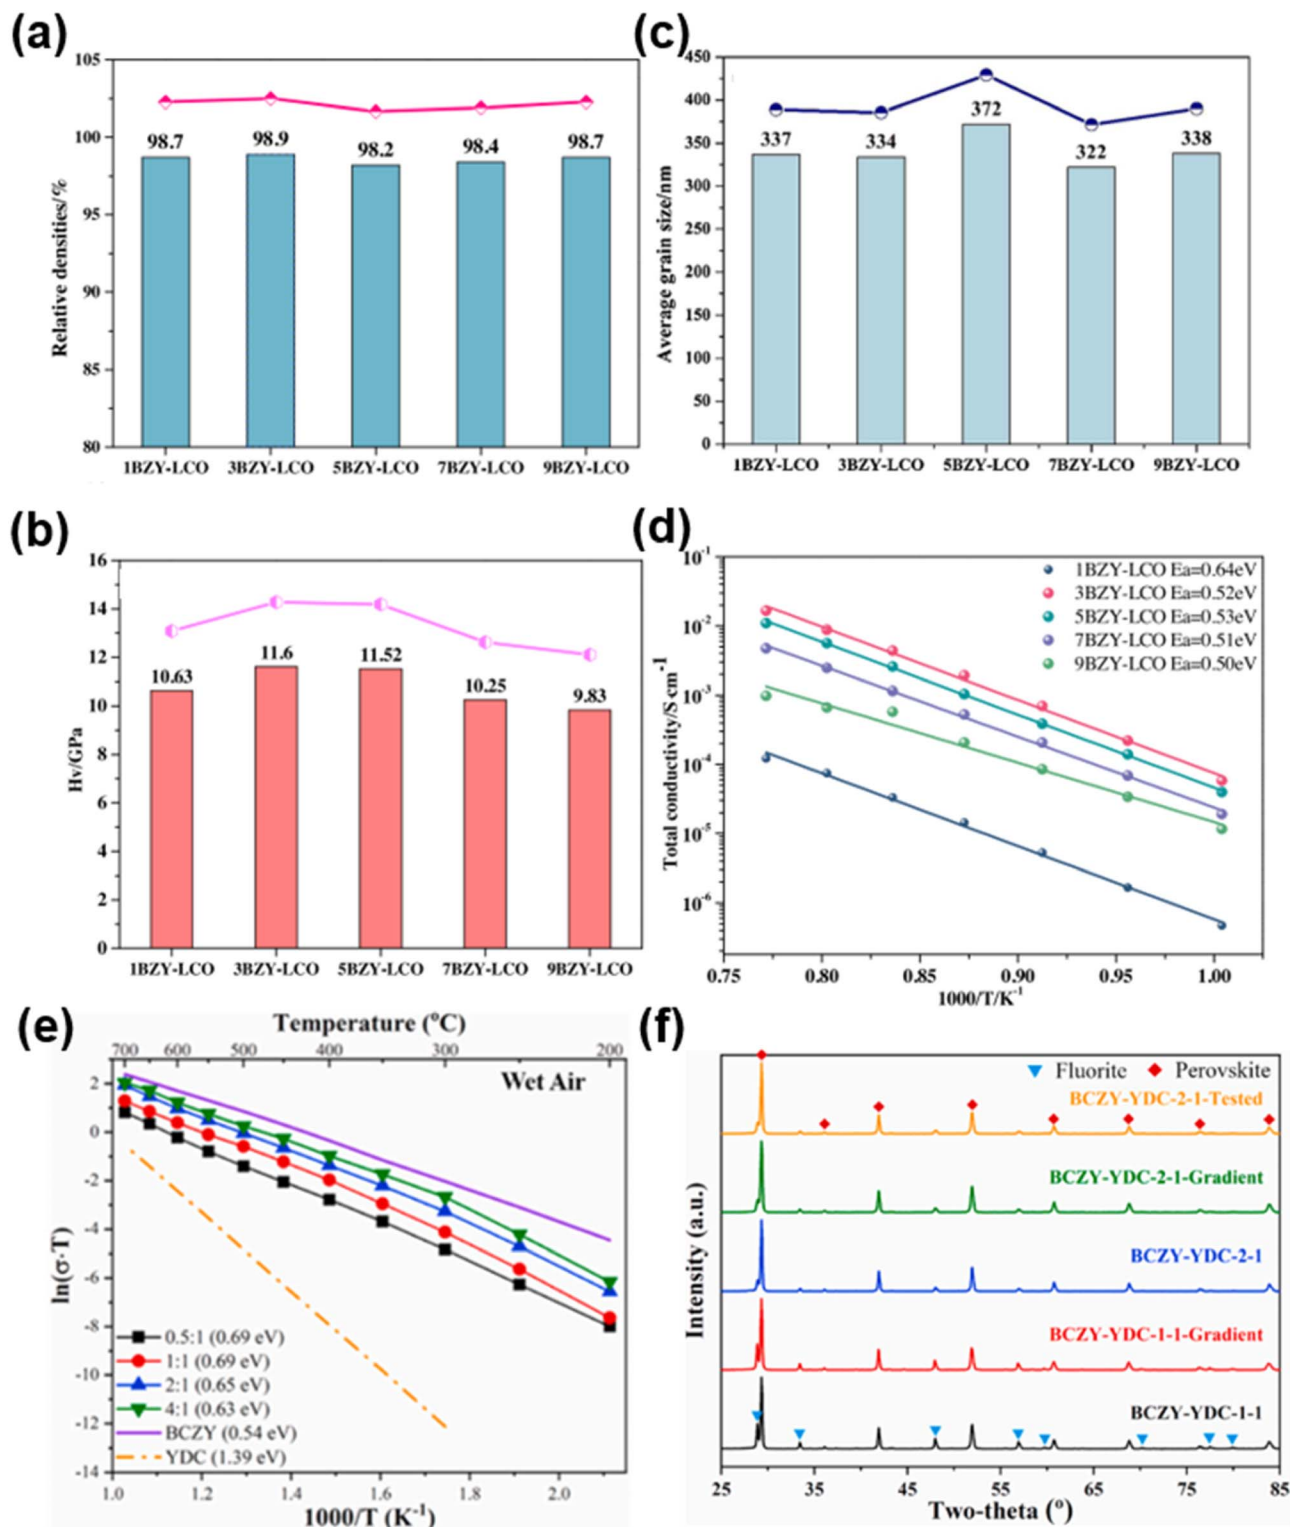 (a)
105
100
95
90
85
80
Relative densities/%
98.7
98.9
98.2
98.4
98.7
1BZY-LCO
3BZY-LCO
5BZY-LCO
7BZY-LCO
9BZY-LCO
(c)
450
400
350
300
250
200
150
100
50
0
Average grain size/nm
337
334
372
322
338
1BZY-LCO
3BZY-LCO
5BZY-LCO
7BZY-LCO
9BZY-LCO
(b)
16
14
12
10
8
6
4
2
0
Hv/GPa
10.63
11.6
11.52
10.25
9.83
1BZY-LCO
3BZY-LCO
5BZY-LCO
7BZY-LCO
9BZY-LCO
(d)
10⁻¹
10⁻²
10⁻³
10⁻⁴
10⁻⁵
10⁻⁶
Total conductivity/S·cm⁻¹
1BZY-LCO Ea=0.64eV
3BZY-LCO Ea=0.52eV
5BZY-LCO Ea=0.53eV
7BZY-LCO Ea=0.51eV
9BZY-LCO Ea=0.50eV
0.75
0.80
0.85
0.90
0.95
1.00
1000/T/K⁻¹
(e)
Temperature (°C)
700
600
500
400
300
200
Wet Air
2
0
-2
-4
-6
-8
-10
-12
-14
ln(σ·T)
0.5:1 (0.69 eV)
1:1 (0.69 eV)
2:1 (0.65 eV)
4:1 (0.63 eV)
BCZY (0.54 eV)
YDC (1.39 eV)
1.0
1.2
1.4
1.6
1.8
2.0
1000/T (K⁻¹)
(f)
Fluorite
Perovskite
BCZY-YDC-2-1-Tested
BCZY-YDC-2-1-Gradient
BCZY-YDC-2-1
BCZY-YDC-1-1-Gradient
BCZY-YDC-1-1
Intensity (a.u.)
25
35
45
55
65
75
85
Two-theta (°)